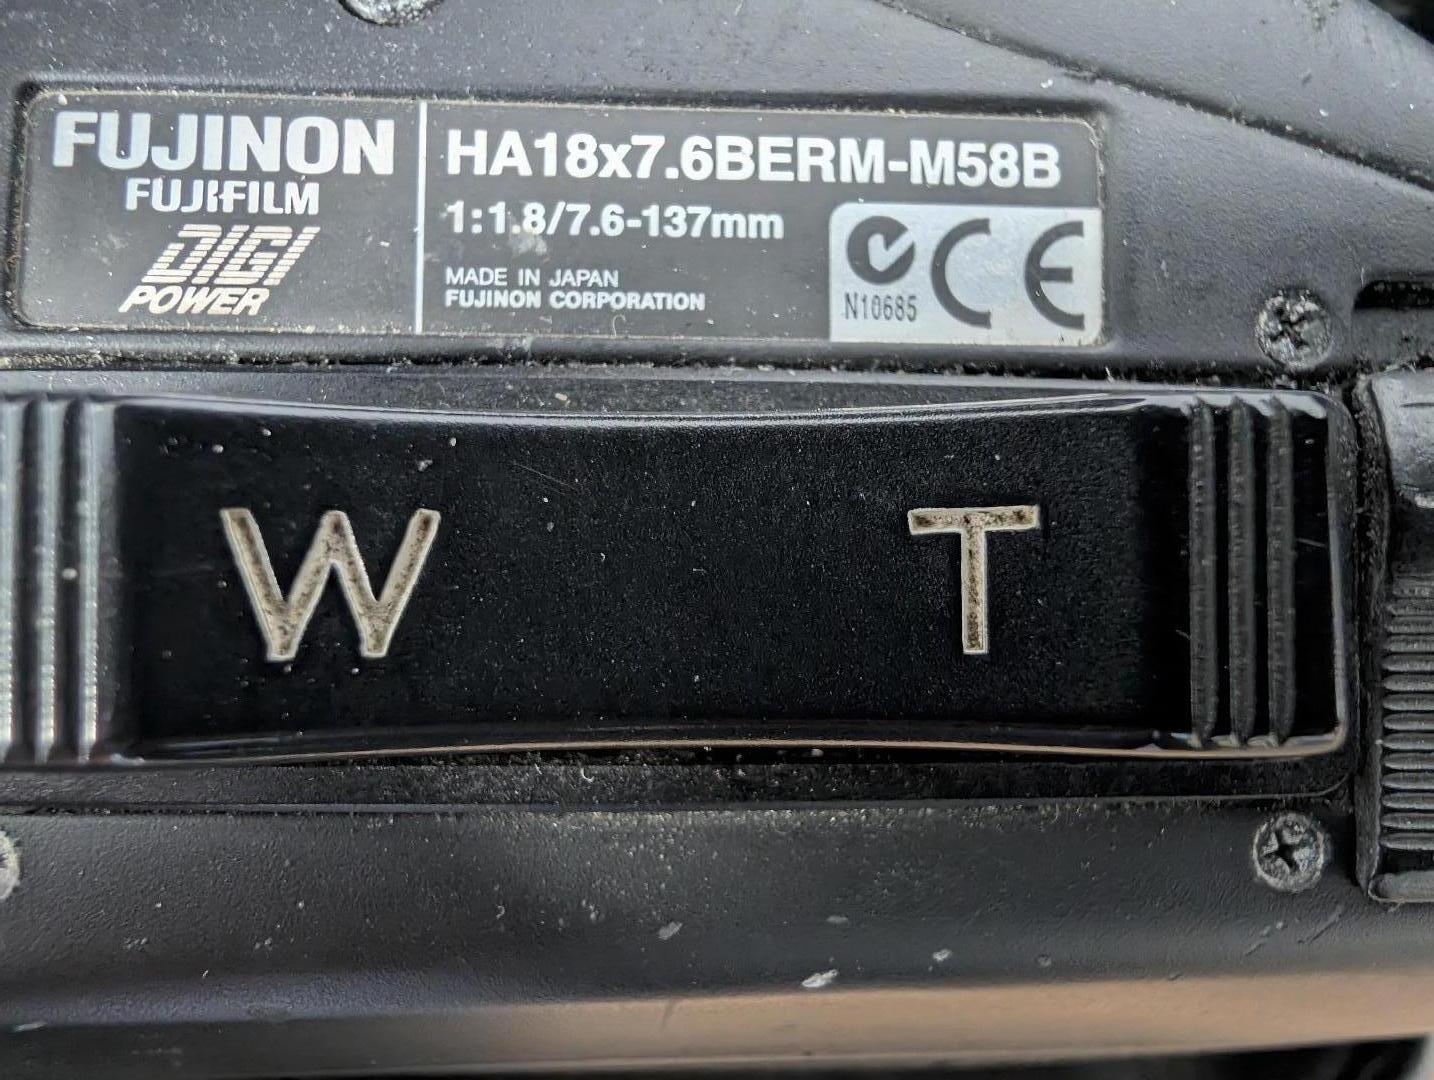 FUJINON
FUJIFILM
DIGI
POWER
HA18x7.6BERM-M58B
1:1.8/7.6-137mm
MADE IN JAPAN
FUJINON CORPORATION
N10685
CE
W T